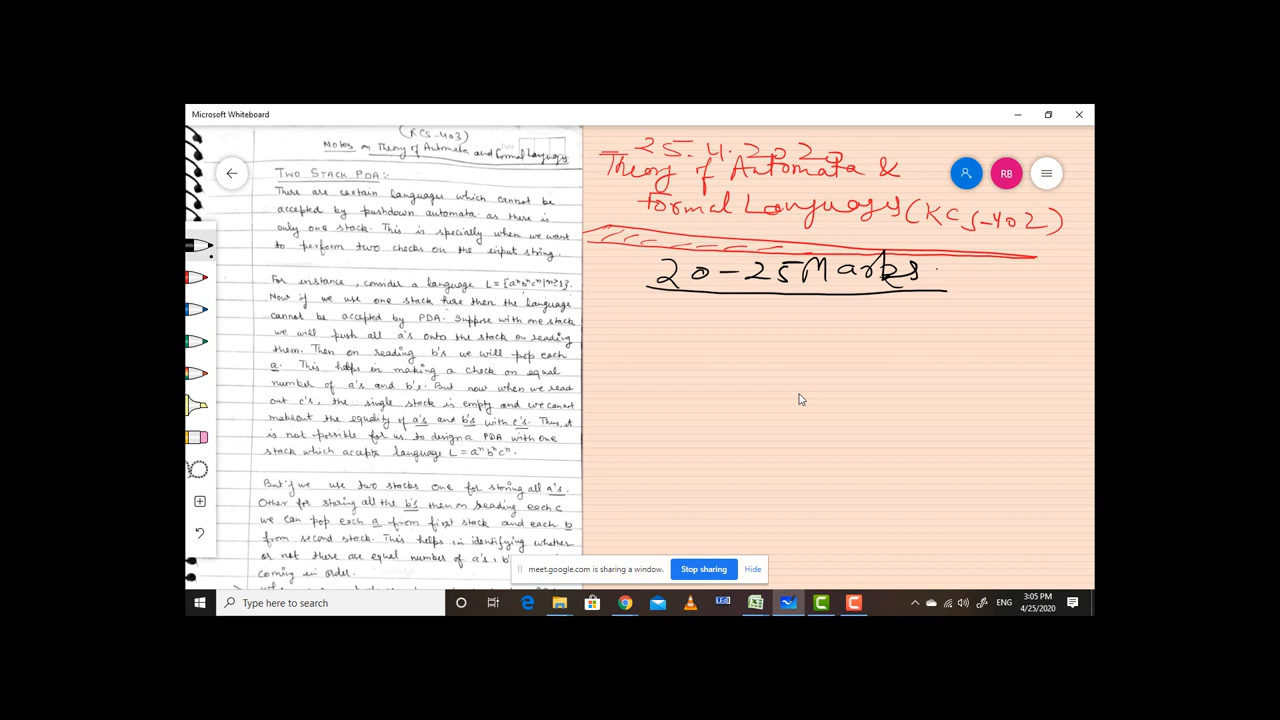 Microsoft Whiteboard
(KCS-403)
Notes on Theory of Automata and Formal Languages
TWO STACK PDA:
There are certain languages which cannot be
accepted by pushdown automata as there is
only one stack. This is specially when we want
to perform two checks on the input string.
For instance, consider a language L = {aⁿbⁿcⁿ|n≥1}.
Now if we use one stack here then the language
cannot be accepted by PDA. Suppose with one stack
we will push all a's onto the stack on reading
them. Then on reading b's we will pop each
a. This helps in making a check on equal
number of a's and b's. But now when we read
out c's, the single stack is empty and we cannot
makeout the equality of a's and b's with c's. Thus, it
is not possible for us to design a PDA with one
stack which accepts language L = aⁿbⁿcⁿ.
But if we use two stacks one for storing all a's.
Other for storing all the b's then on reading each c
we can pop each a from first stack and each b
from second stack. This helps in identifying whether
or not there are equal number of a's, b'
coming in order.
25.4.2020
Theory of Automata &
Formal Languages (KCS-402)
20-25 Marks
RB
meet.google.com is sharing a window.
Stop sharing
Hide
Type here to search
ENG
3:05 PM
4/25/2020